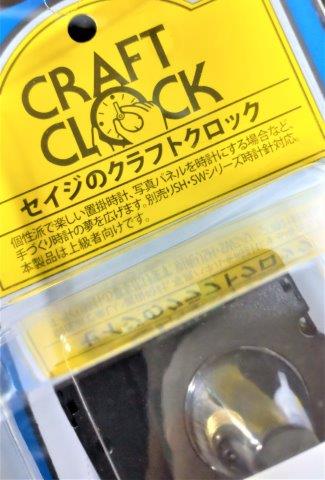 CRAFT
CLOCK
セイジのクラフトクロック
個性派で楽しい置掛時計、写真パネルを時計にする場合など、
手づくり時計の夢を広げます。別売りSH・SWシリーズ時計針対応。
本製品は上級者向けです。